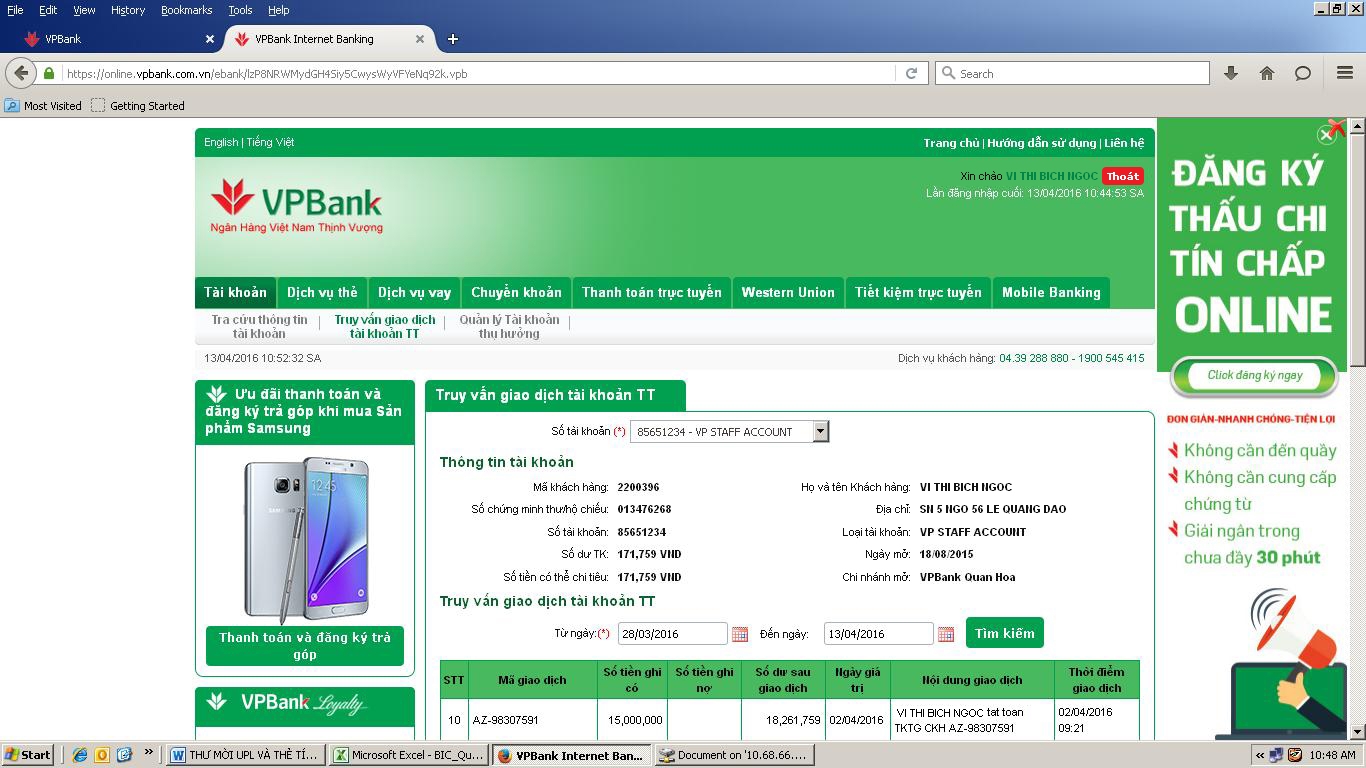 File Edit View History Bookmarks Tools Help
VPBank
VPBank Internet Banking
https://online.vpbank.com.vn/ebank/lzP8NRWMydGH4Siy5CwysWyVFYeNq92k.vpb
Search
Most Visited Getting Started
English | Tiếng Việt
Trang chủ | Hướng dẫn sử dụng | Liên hệ
Xin chào VI THI BICH NGOC Thoát
Lần đăng nhập cuối: 13/04/2016 10:44:53 SA
VPBank
Ngân Hàng Việt Nam Thịnh Vượng
Tài khoản Dịch vụ thẻ Dịch vụ vay Chuyển khoản Thanh toán trực tuyến Western Union Tiết kiệm trực tuyến Mobile Banking
Tra cứu thông tin
tài khoản
Truy vấn giao dịch
tài khoản TT
Quản lý Tài khoản
thụ hưởng
13/04/2016 10:52:32 SA
Dịch vụ khách hàng: 04.39 288 880 - 1900 545 415
Ưu đãi thanh toán và
đăng ký trả góp khi mua Sản
phẩm Samsung
12:45
SAMSUNG
Thanh toán và đăng ký trả
góp
VPBank Loyalty
Truy vấn giao dịch tài khoản TT
Số tài khoản (*) 85651234 - VP STAFF ACCOUNT
Thông tin tài khoản
Mã khách hàng: 2200396 Họ và tên Khách hàng: VI THI BICH NGOC
Số chứng minh thư/hộ chiếu: 013476268 Địa chỉ: SN 5 NGO 56 LE QUANG DAO
Số tài khoản: 85651234 Loại tài khoản: VP STAFF ACCOUNT
Số dư TK: 171,759 VND Ngày mở: 18/08/2015
Số tiền có thể chi tiêu: 171,759 VND Chi nhánh mở: VPBank Quan Hoa
Truy vấn giao dịch tài khoản TT
Từ ngày:(*) 28/03/2016 Đến ngày: 13/04/2016 Tìm kiếm
STT Mã giao dịch Số tiền ghi có Số tiền ghi nợ Số dư sau giao dịch Ngày giá trị Nội dung giao dịch Thời điểm giao dịch
10 AZ-98307591 15,000,000 18,261,759 02/04/2016 VI THI BICH NGOC tat toan TKTG CKH AZ-98307591 02/04/2016 09:21
ĐĂNG KÝ
THẤU CHI
TÍN CHẤP
ONLINE
Click đăng ký ngay
ĐƠN GIẢN-NHANH CHÓNG-TIỆN LỢI
Không cần đến quầy
Không cần cung cấp
chứng từ
Giải ngân trong
chưa đầy 30 phút
Start
THƯ MỜI UPL VÀ THẺ TÍ...
Microsoft Excel - BIC_Qu...
VPBank Internet Ban...
Document on '10.68.66....
10:48 AM